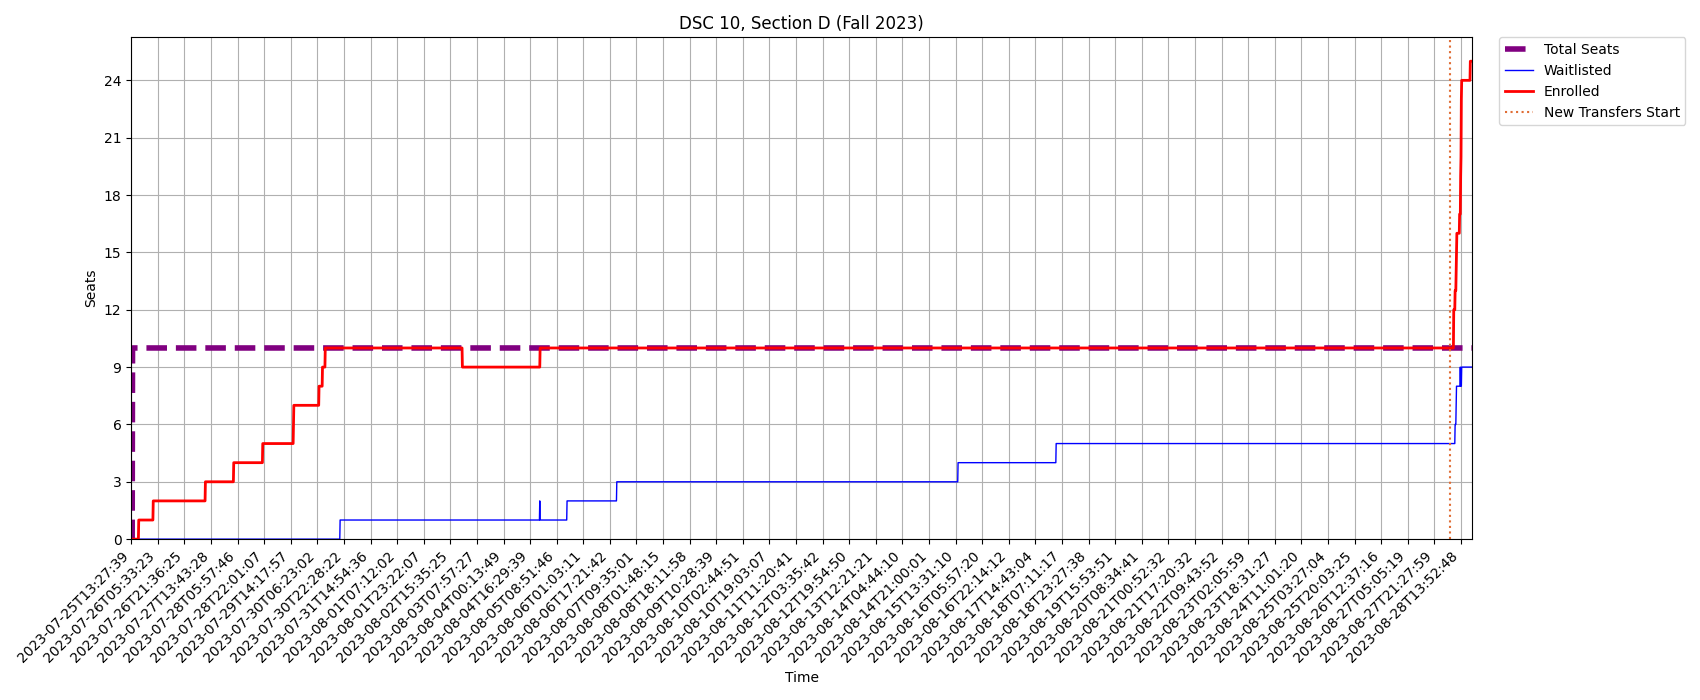 DSC 10, Section D (Fall 2023)
Total Seats
Waitlisted
Enrolled
New Transfers Start
Seats
24
21
18
15
12
9
6
3
0
2023-07-25T13:27:39
2023-07-26T05:33:23
2023-07-26T21:36:25
2023-07-27T13:43:28
2023-07-28T05:57:46
2023-07-28T22:01:07
2023-07-29T14:17:57
2023-07-30T06:23:02
2023-07-30T22:28:22
2023-07-31T14:54:36
2023-08-01T07:12:02
2023-08-01T23:22:07
2023-08-02T15:35:25
2023-08-03T07:57:27
2023-08-04T00:13:49
2023-08-04T16:29:39
2023-08-05T08:51:46
2023-08-06T01:03:11
2023-08-06T17:21:42
2023-08-07T09:35:01
2023-08-08T01:48:15
2023-08-08T18:11:58
2023-08-09T10:28:39
2023-08-10T02:44:51
2023-08-10T19:03:07
2023-08-11T11:20:41
2023-08-12T03:35:42
2023-08-12T19:54:50
2023-08-13T12:21:21
2023-08-14T04:44:10
2023-08-14T21:00:01
2023-08-15T13:31:10
2023-08-16T05:57:20
2023-08-16T22:14:12
2023-08-17T14:43:04
2023-08-18T07:11:17
2023-08-18T23:27:38
2023-08-19T15:53:51
2023-08-20T08:34:41
2023-08-21T00:52:32
2023-08-21T17:20:32
2023-08-22T09:43:52
2023-08-23T02:05:59
2023-08-23T18:31:27
2023-08-24T11:01:20
2023-08-25T03:27:04
2023-08-25T20:03:25
2023-08-26T12:37:16
2023-08-27T05:05:19
2023-08-27T21:27:59
2023-08-28T13:52:48
Time